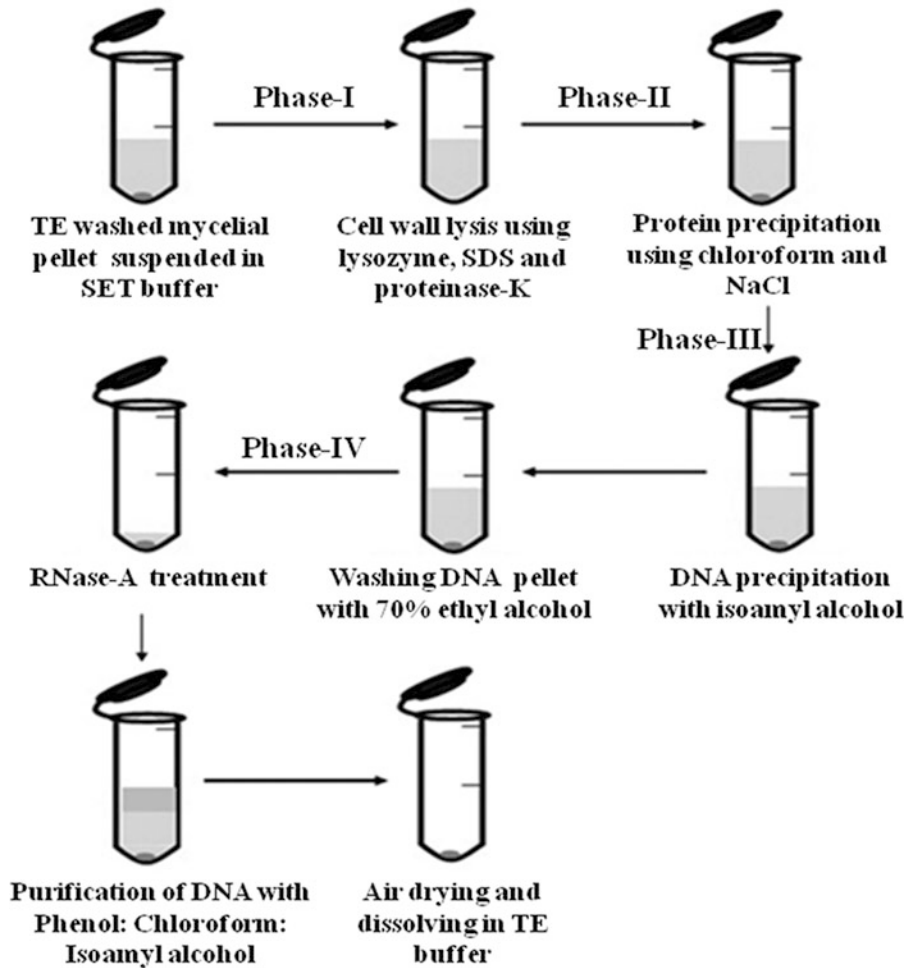 Phase-I
Phase-II
TE washed mycelial
pellet suspended in
SET buffer
Cell wall lysis using
lysozyme, SDS and
proteinase-K
Protein precipitation
using chloroform and
NaCl
Phase-III
Phase-IV
RNase-A treatment
Washing DNA pellet
with 70% ethyl alcohol
DNA precipitation
with isoamyl alcohol
Purification of DNA with
Phenol: Chloroform:
Isoamyl alcohol
Air drying and
dissolving in TE
buffer